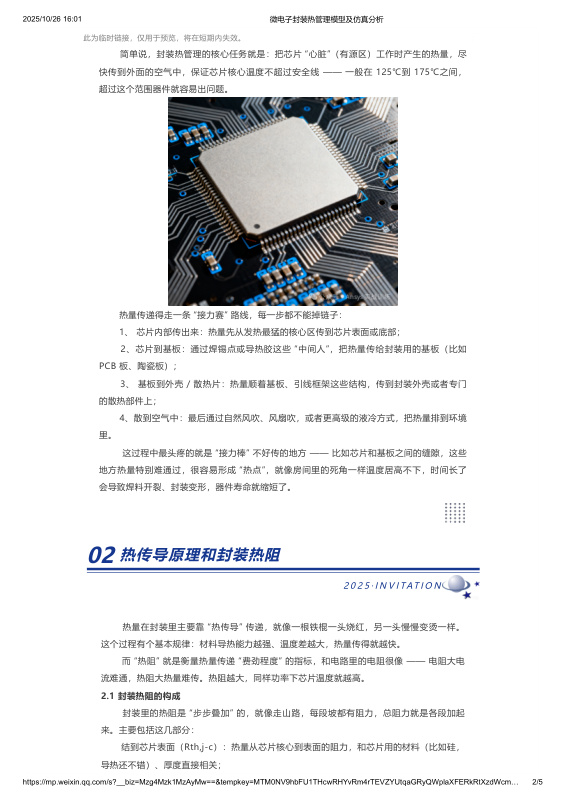 2025/10/26 16:01
微电子封装热管理模型及仿真分析
此为临时链接，仅用于预览，将在短期内失效。
简单说，封装热管理的核心任务就是：把芯片“心脏”（有源区）工作时产生的热量，尽
快传到外面的空气中，保证芯片核心温度不超过安全线 —— 一般在 125℃到 175℃之间，
超过这个范围器件就容易出问题。
热量传递得走一条 “接力赛” 路线，每一步都不能掉链子：
1、 芯片内部传出来：热量先从发热最猛的核心区传到芯片表面或底部；
2、芯片到基板：通过焊锡点或导热胶这些 “中间人”，把热量传给封装用的基板（比如
PCB 板、陶瓷板）；
3、 基板到外壳 / 散热片：热量顺着基板、引线框架这些结构，传到封装外壳或者专门
的散热部件上；
4、散到空气中：最后通过自然风吹、风扇吹，或者更高级的液冷方式，把热量排到环境
里。
这过程中最头疼的就是 “接力棒” 不好传的地方 —— 比如芯片和基板之间的缝隙，这些
地方热量特别难通过，很容易形成 “热点”，就像房间里的死角一样温度居高不下，时间长了
会导致焊料开裂、封装变形，器件寿命就缩短了。
02 热传导原理和封装热阻
2025·INVITATION
热量在封装里主要靠 “热传导” 传递，就像一根铁棍一头烧红，另一头慢慢变烫一样。
这个过程有个基本规律：材料导热能力越强、温度差越大，热量传得就越快。
而 “热阻” 就是衡量热量传递 “费劲程度” 的指标，和电路里的电阻很像 —— 电阻大电
流难通，热阻大热量难传。热阻越大，同样功率下芯片温度就越高。
2.1 封装热阻的构成
封装里的热阻是 “步步叠加” 的，就像走山路，每段坡都有阻力，总阻力就是各段加起
来。主要包括这几部分：
结到芯片表面（Rth,j-c）：热量从芯片核心到表面的阻力，和芯片用的材料（比如硅，
导热还不错）、厚度直接相关；
https://mp.weixin.qq.com/s?__biz=Mzg4Mzk1MzAyMw==&tempkey=MTM0NV9hbFU1THcwRHYvRm4rTEVZYUtqaGRyQWplaXFERkRtXzdWcm…
2/5